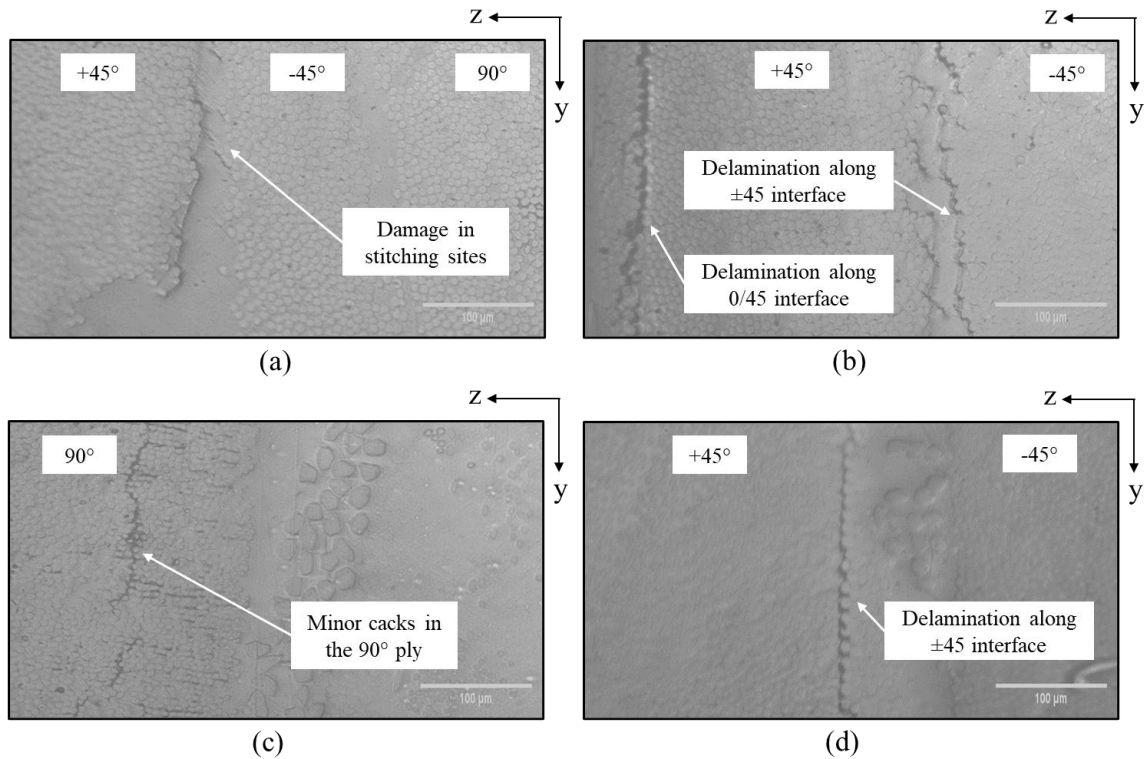 z
y
+45°
-45°
90°
Damage in
stitching sites
100 µm
(a)
z
y
+45°
-45°
Delamination along
±45 interface
Delamination along
0/45 interface
100 µm
(b)
z
y
90°
Minor cacks in
the 90° ply
100 µm
(c)
z
y
+45°
-45°
Delamination along
±45 interface
100 µm
(d)